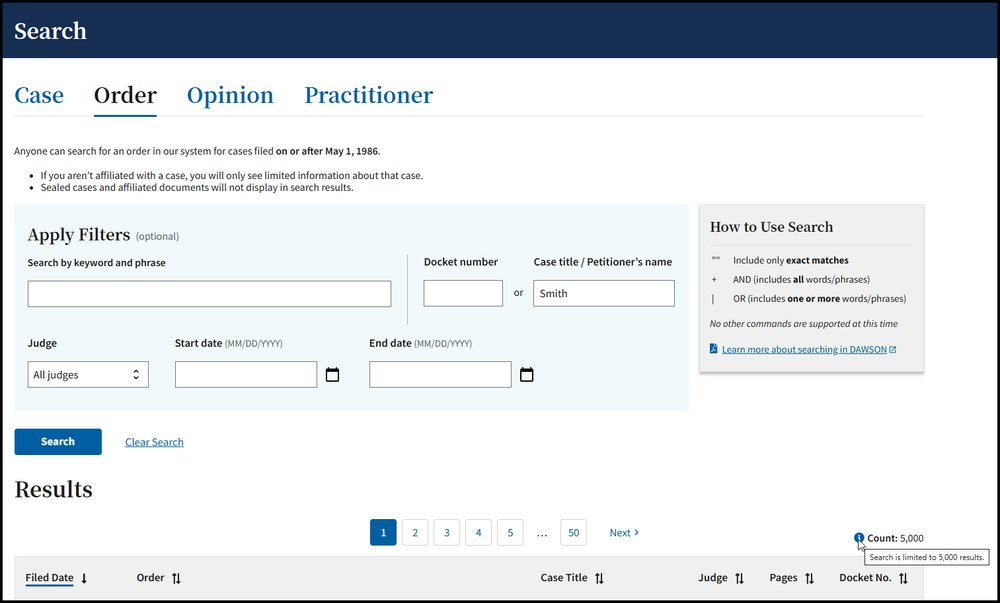 Search
Case Order Opinion Practitioner
Anyone can search for an order in our system for cases filed on or after May 1, 1986.
• If you aren't affiliated with a case, you will only see limited information about that case.
• Sealed cases and affiliated documents will not display in search results.
Apply Filters (optional)
Search by keyword and phrase
Docket number
or
Case title / Petitioner's name
Smith
Judge
All judges
Start date (MM/DD/YYYY)
End date (MM/DD/YYYY)
How to Use Search
"" Include only exact matches
+ AND (includes all words/phrases)
| OR (includes one or more words/phrases)
No other commands are supported at this time
Learn more about searching in DAWSON
Search Clear Search
Results
1 2 3 4 5 ... 50 Next >
Count: 5,000
Search is limited to 5,000 results.
Filed Date Order Case Title Judge Pages Docket No.